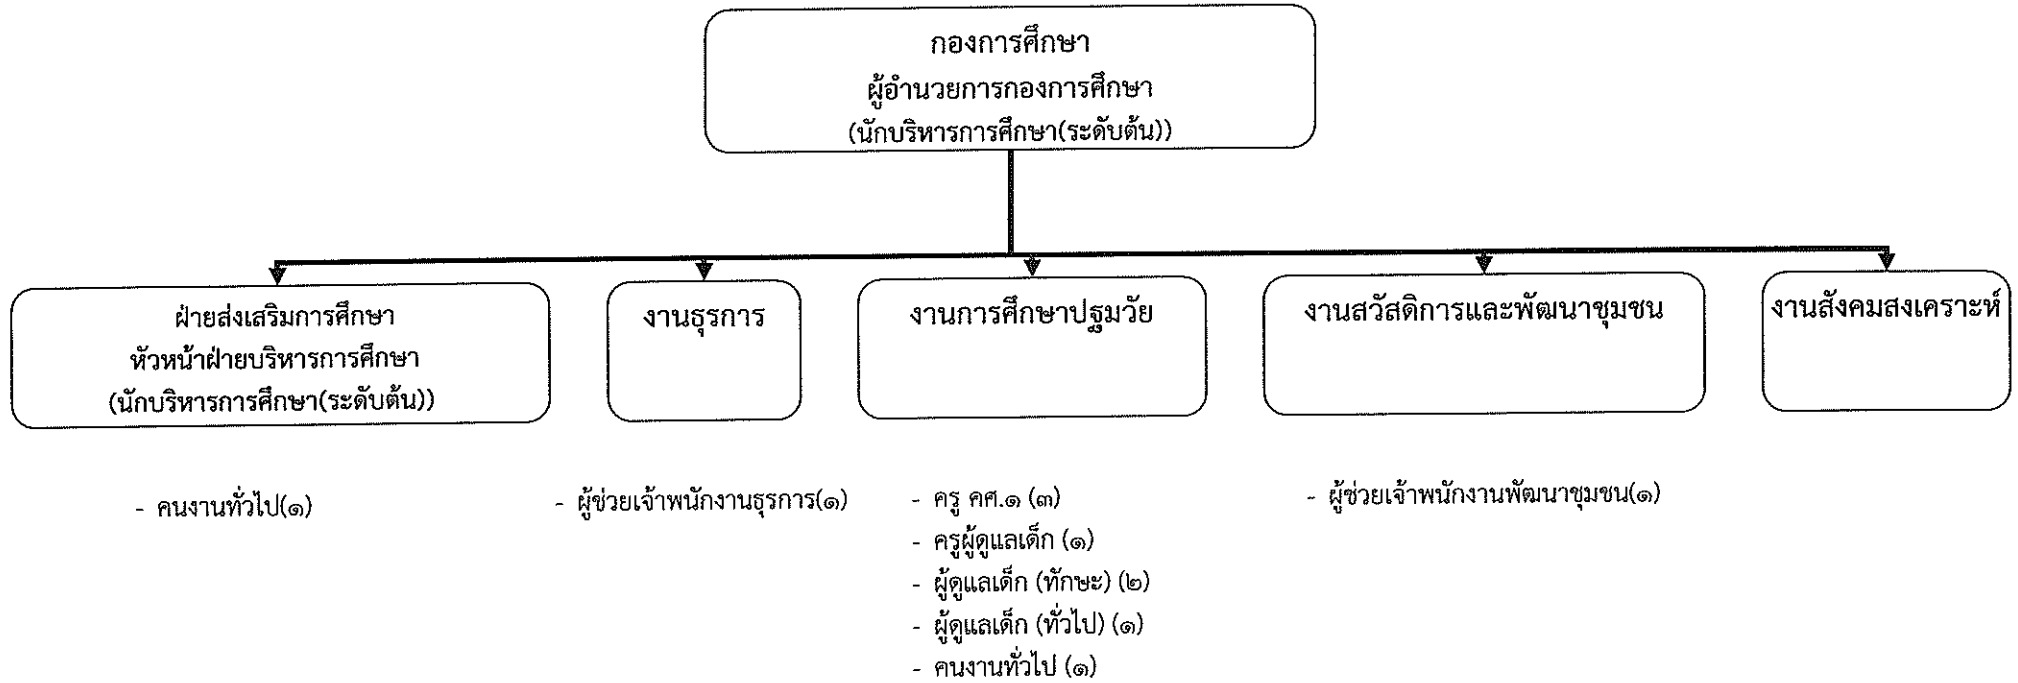 กองการศึกษา
ผู้อำนวยการกองการศึกษา
(นักบริหารการศึกษา(ระดับต้น))
ฝ่ายส่งเสริมการศึกษา
หัวหน้าฝ่ายบริหารการศึกษา
(นักบริหารการศึกษา(ระดับต้น))
งานธุรการ
งานการศึกษาปฐมวัย
งานสวัสดิการและพัฒนาชุมชน
งานสังคมสงเคราะห์
- คนงานทั่วไป(๑)
- ผู้ช่วยเจ้าพนักงานธุรการ(๑)
- ครู คศ.๑ (๓)
- ครูผู้ดูแลเด็ก (๑)
- ผู้ดูแลเด็ก (ทักษะ) (๒)
- ผู้ดูแลเด็ก (ทั่วไป) (๑)
- คนงานทั่วไป (๑)
- ผู้ช่วยเจ้าพนักงานพัฒนาชุมชน(๑)